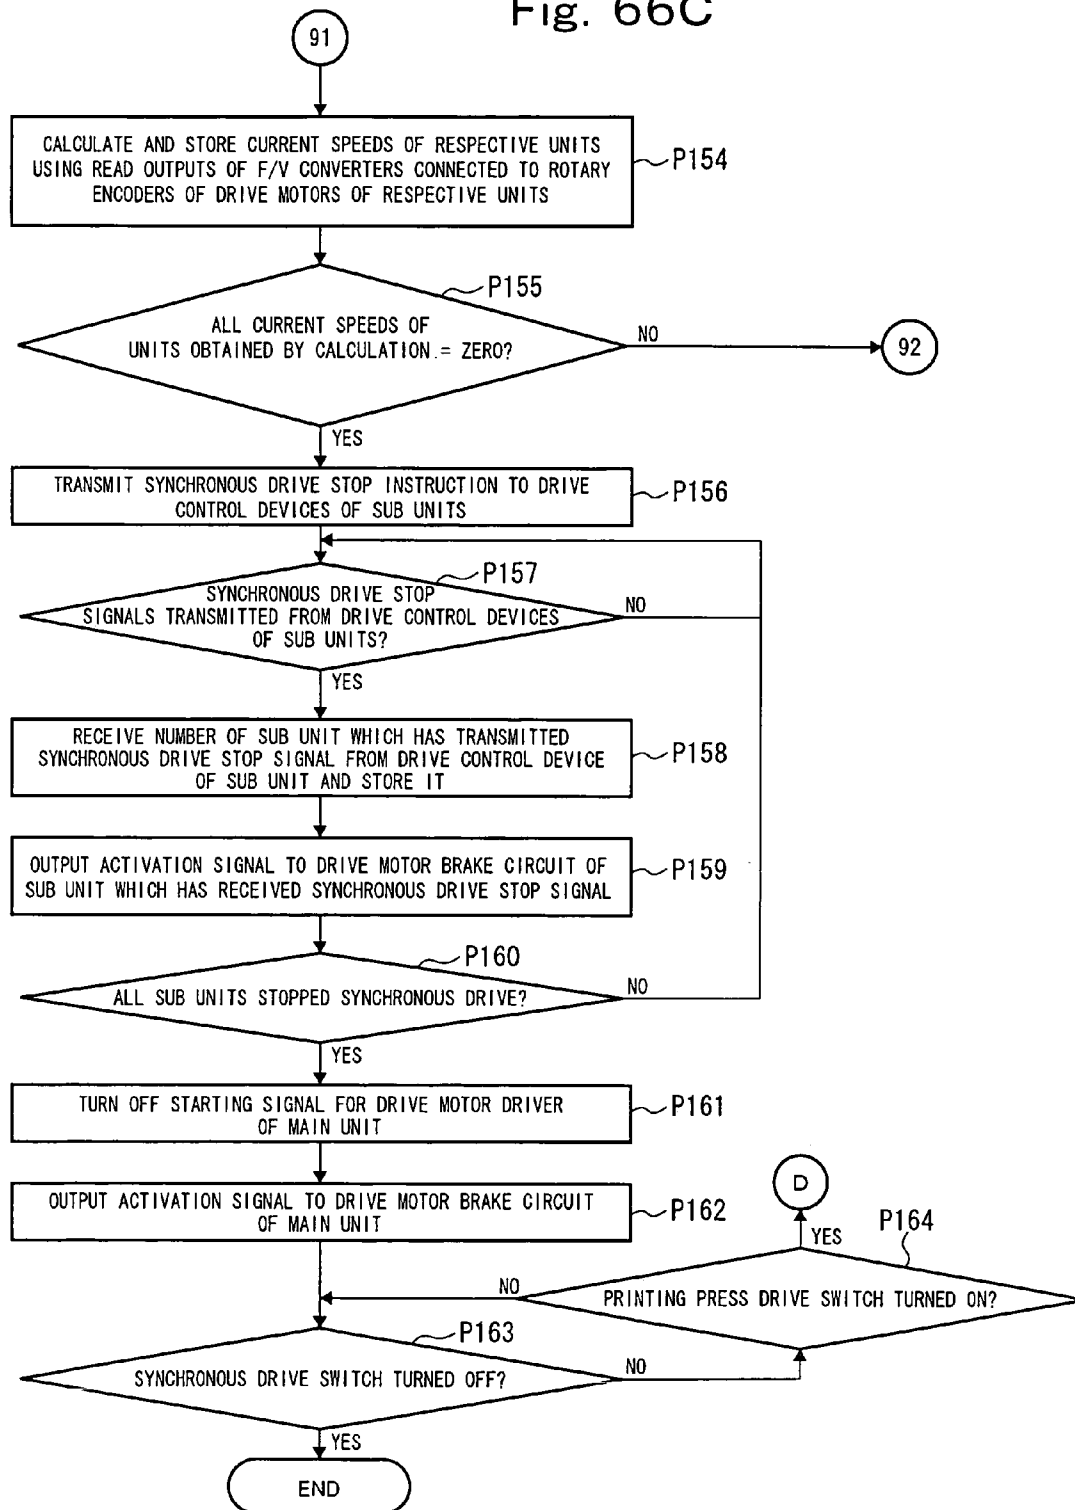 Fig. 66C
91
CALCULATE AND STORE CURRENT SPEEDS OF RESPECTIVE UNITS
USING READ OUTPUTS OF F/V CONVERTERS CONNECTED TO ROTARY
ENCODERS OF DRIVE MOTORS OF RESPECTIVE UNITS
P154
P155
ALL CURRENT SPEEDS OF
UNITS OBTAINED BY CALCULATION = ZERO?
NO
92
YES
TRANSMIT SYNCHRONOUS DRIVE STOP INSTRUCTION TO DRIVE
CONTROL DEVICES OF SUB UNITS
P156
P157
SYNCHRONOUS DRIVE STOP
SIGNALS TRANSMITTED FROM DRIVE CONTROL DEVICES
OF SUB UNITS?
NO
YES
RECEIVE NUMBER OF SUB UNIT WHICH HAS TRANSMITTED
SYNCHRONOUS DRIVE STOP SIGNAL FROM DRIVE CONTROL DEVICE
OF SUB UNIT AND STORE IT
P158
OUTPUT ACTIVATION SIGNAL TO DRIVE MOTOR BRAKE CIRCUIT OF
SUB UNIT WHICH HAS RECEIVED SYNCHRONOUS DRIVE STOP SIGNAL
P159
P160
ALL SUB UNITS STOPPED SYNCHRONOUS DRIVE?
NO
YES
TURN OFF STARTING SIGNAL FOR DRIVE MOTOR DRIVER
OF MAIN UNIT
P161
OUTPUT ACTIVATION SIGNAL TO DRIVE MOTOR BRAKE CIRCUIT
OF MAIN UNIT
P162
D
YES
P164
NO
PRINTING PRESS DRIVE SWITCH TURNED ON?
P163
SYNCHRONOUS DRIVE SWITCH TURNED OFF?
NO
YES
END